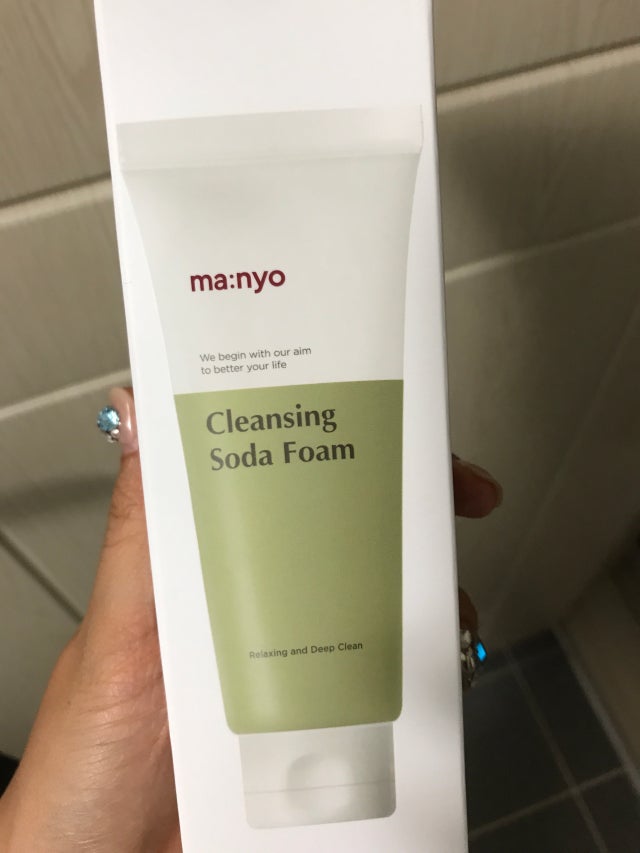 ma:nyo
We begin with our aim
to better your life
Cleansing
Soda Foam
Relaxing and Deep Clean